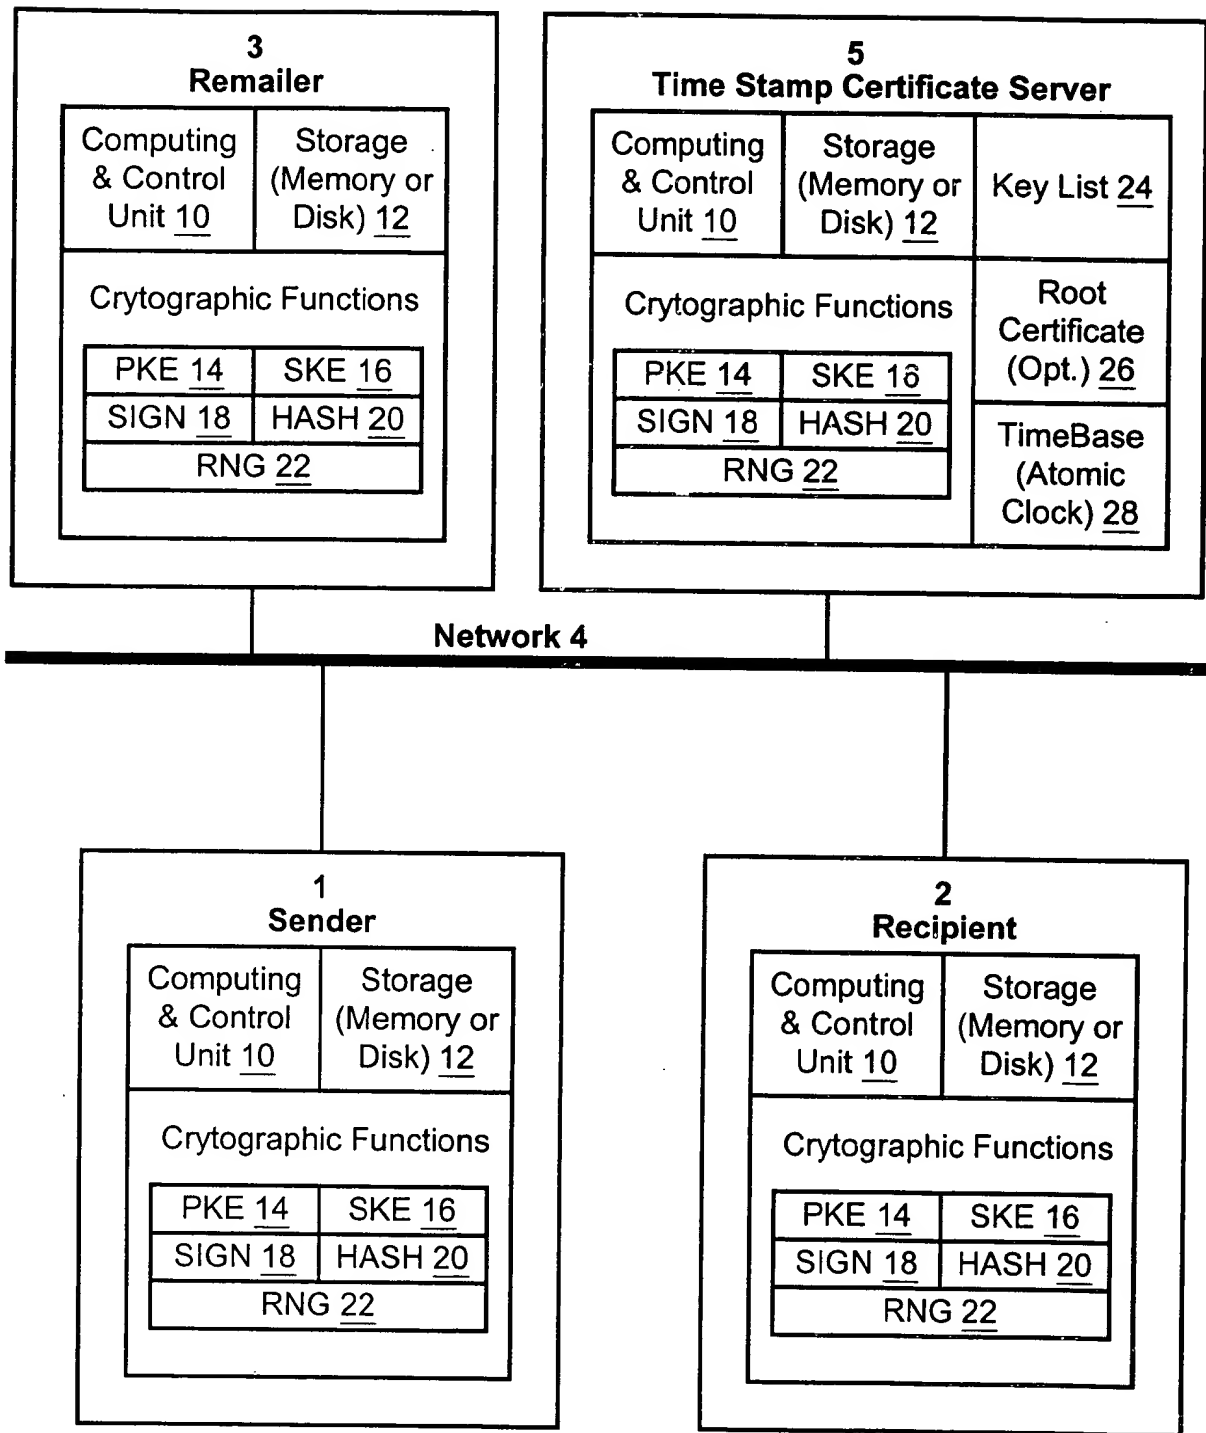 3
Remailer
Computing
& Control
Unit 10
Storage
(Memory or
Disk) 12
Crytographic Functions
PKE 14
SKE 16
SIGN 18
HASH 20
RNG 22
5
Time Stamp Certificate Server
Computing
& Control
Unit 10
Storage
(Memory or
Disk) 12
Key List 24
Crytographic Functions
PKE 14
SKE 16
SIGN 18
HASH 20
RNG 22
Root
Certificate
(Opt.) 26
TimeBase
(Atomic
Clock) 28
Network 4
1
Sender
Computing
& Control
Unit 10
Storage
(Memory or
Disk) 12
Crytographic Functions
PKE 14
SKE 16
SIGN 18
HASH 20
RNG 22
2
Recipient
Computing
& Control
Unit 10
Storage
(Memory or
Disk) 12
Crytographic Functions
PKE 14
SKE 16
SIGN 18
HASH 20
RNG 22